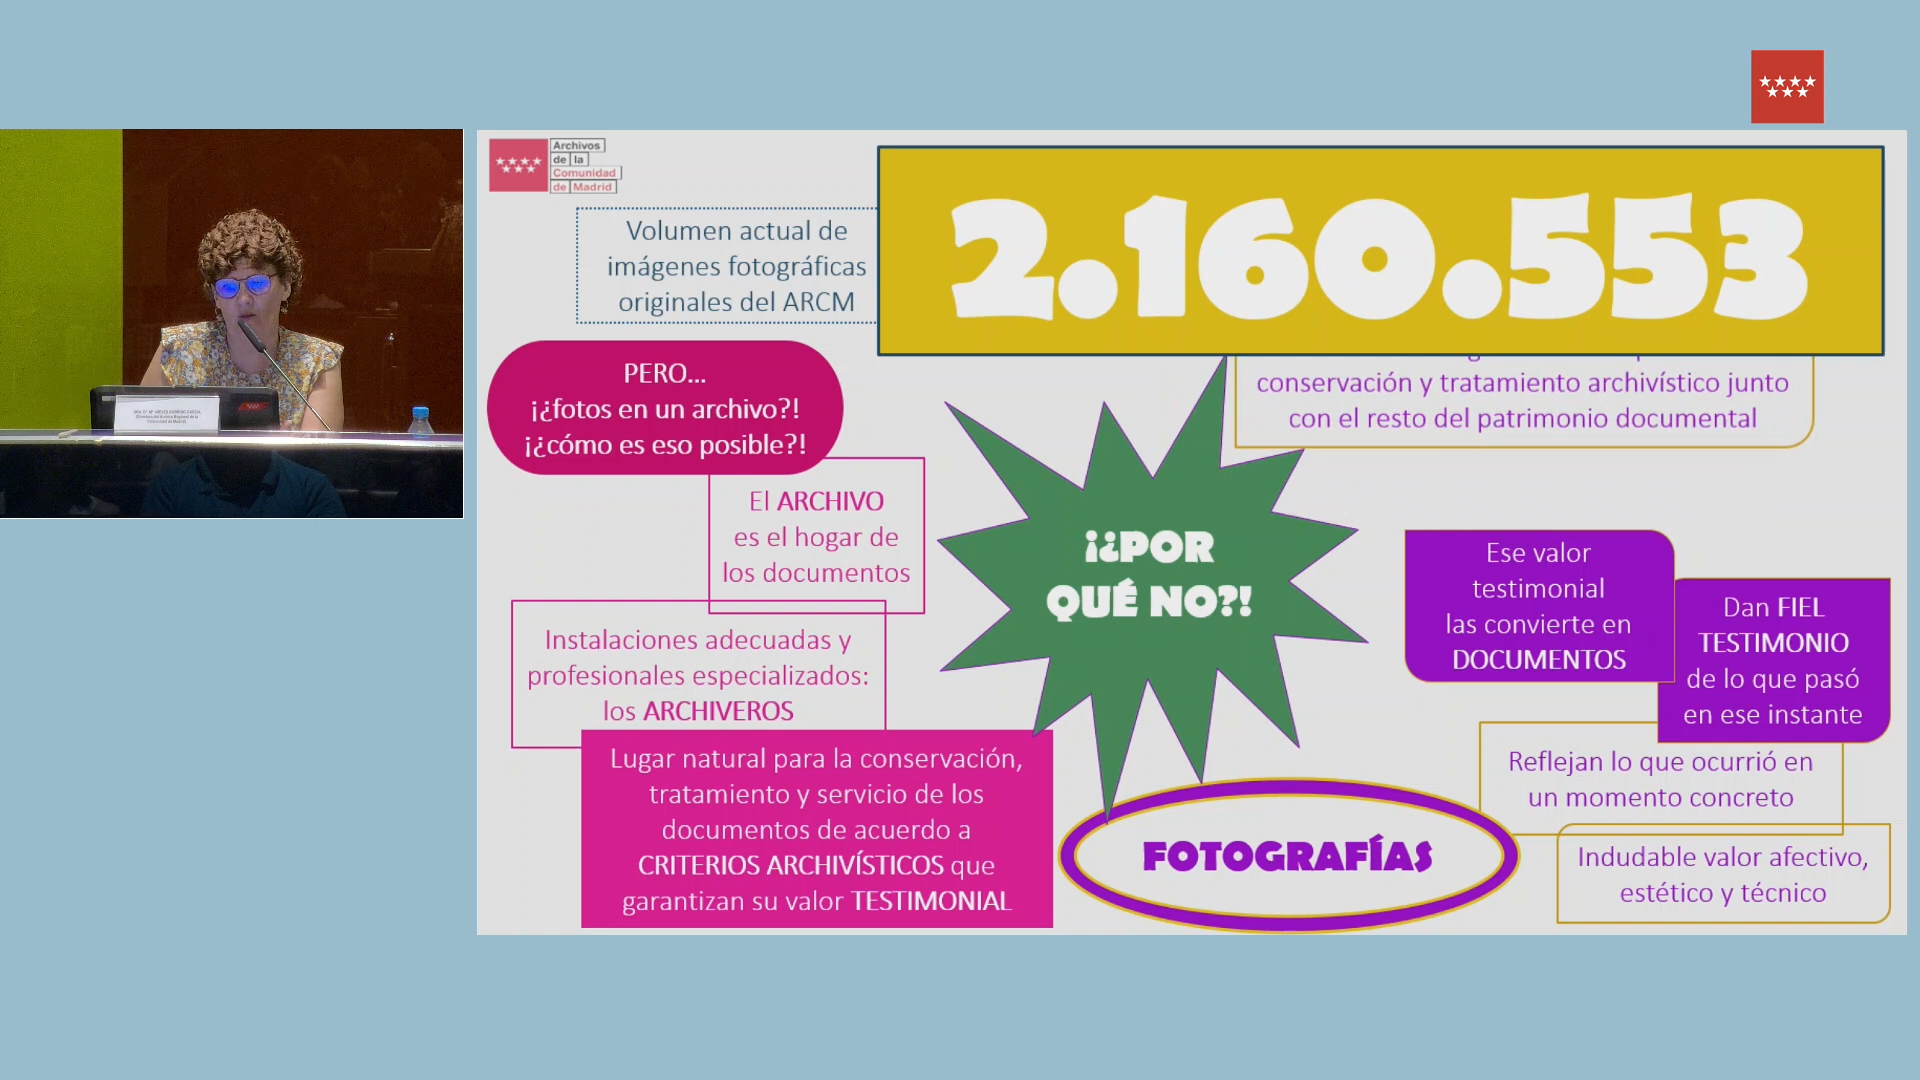 Archivos
de la
Comunidad
de Madrid
2.160.553
Volumen actual de
imágenes fotográficas
originales del ARCM
PERO...
¡¿fotos en un archivo?!
¡¿cómo es eso posible?!
conservación y tratamiento archivístico junto
con el resto del patrimonio documental
El ARCHIVO
es el hogar de
los documentos
¡¿POR
QUÉ NO?!
Ese valor
testimonial
las convierte en
DOCUMENTOS
Dan FIEL
TESTIMONIO
de lo que pasó
en ese instante
Instalaciones adecuadas y
profesionales especializados:
los ARCHIVEROS
Lugar natural para la conservación,
tratamiento y servicio de los
documentos de acuerdo a
CRITERIOS ARCHIVÍSTICOS que
garantizan su valor TESTIMONIAL
Reflejan lo que ocurrió en
un momento concreto
FOTOGRAFÍAS
Indudable valor afectivo,
estético y técnico